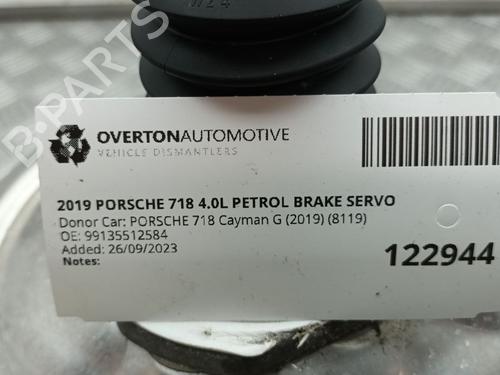 W24
B-PARTS
OVERTONAUTOMOTIVE
VEHICLE DISMANTLERS
2019 PORSCHE 718 4.0L PETROL BRAKE SERVO
Donor Car: PORSCHE 718 Cayman G (2019) (8119)
OE: 99135512584
Added: 26/09/2023
Notes:
122944